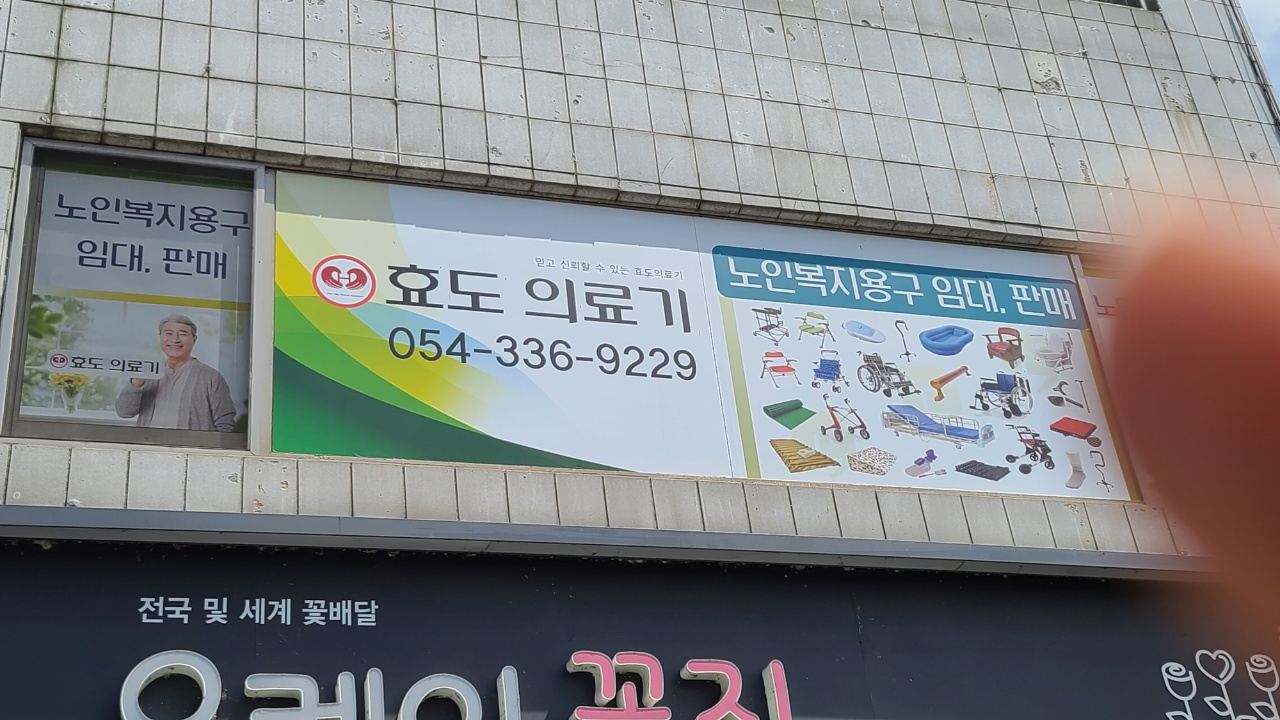 노인복지용구
임대. 판매
효도 의료기
믿고 신뢰할 수 있는 효도의료기
효도 의료기
054-336-9229
노인복지용구 임대. 판매
전국 및 세계 꽃배달